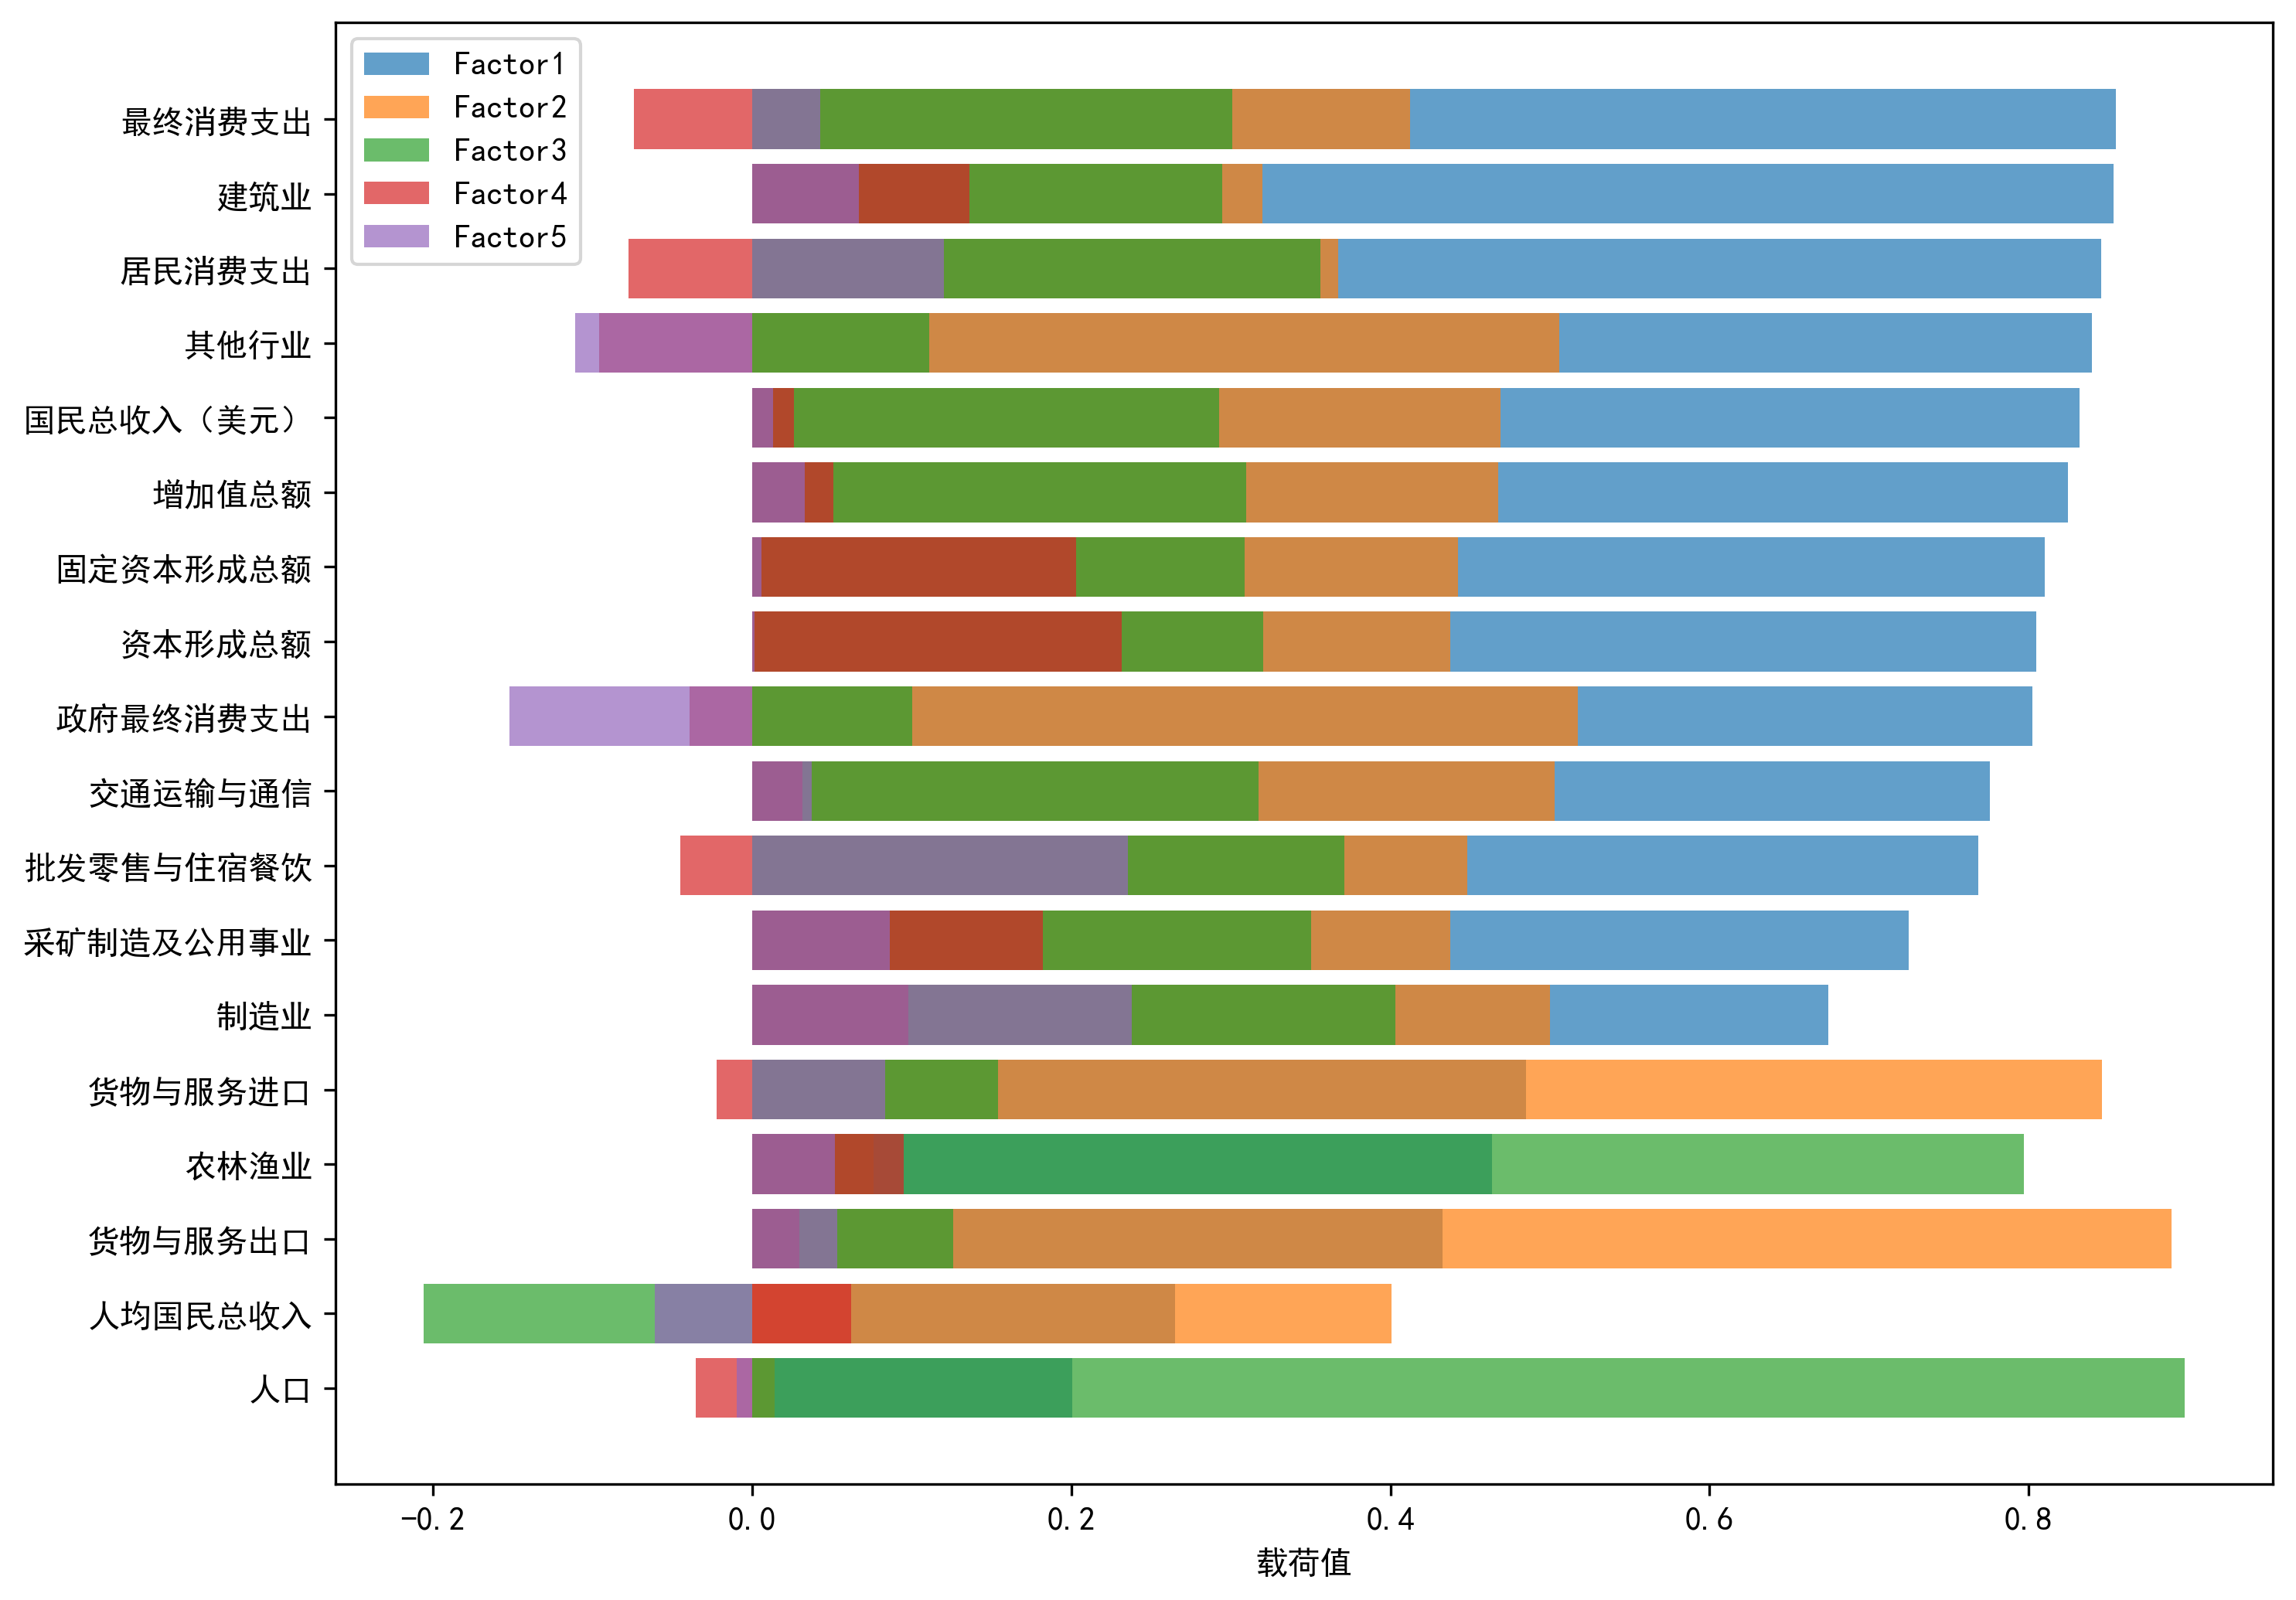 Factor1
Factor2
Factor3
Factor4
Factor5
最终消费支出
建筑业
居民消费支出
其他行业
国民总收入（美元）
增加值总额
固定资本形成总额
资本形成总额
政府最终消费支出
交通运输与通信
批发零售与住宿餐饮
采矿制造及公用事业
制造业
货物与服务进口
农林渔业
货物与服务出口
人均国民总收入
人口
−0.2 0.0 0.2 0.4 0.6 0.8
载荷值